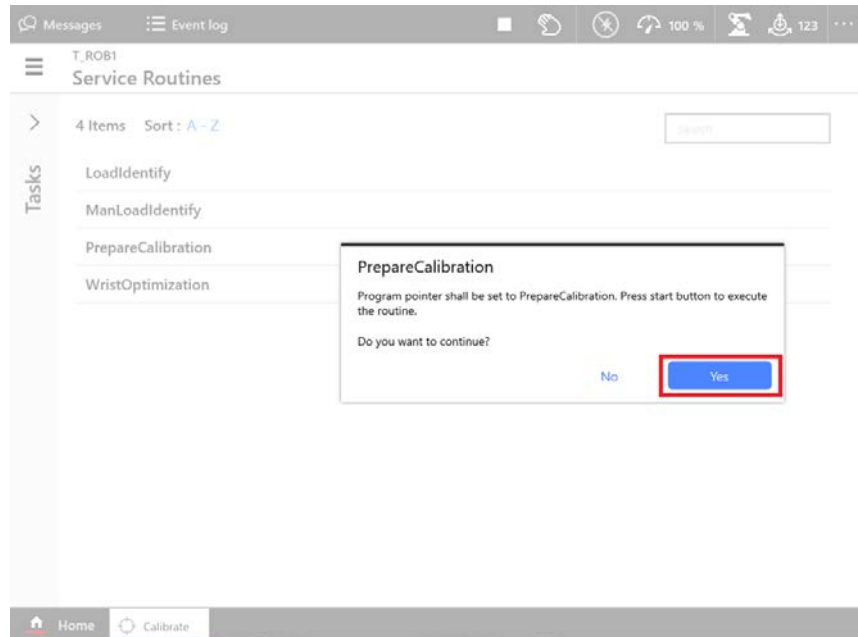 Messages Event log 100 % 123
T_ROB1
Service Routines
4 Items Sort : A - Z Search
Tasks
LoadIdentify
ManLoadIdentify
PrepareCalibration
WristOptimization
PrepareCalibration
Program pointer shall be set to PrepareCalibration. Press start button to execute
the routine.
Do you want to continue?
No Yes
Home Calibrate